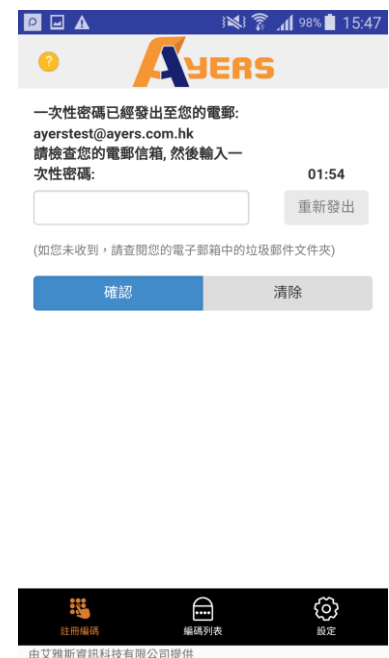 98% 15:47
?
AYERS
一次性密碼已經發出至您的電郵:
ayerstest@ayers.com.hk
請檢查您的電郵信箱, 然後輸入一
次性密碼:
01:54
重新發出
(如您未收到，請查閱您的電子郵箱中的垃圾郵件文件夾)
確認
清除
註冊編碼
編碼列表
設定
由艾雅斯資訊科技有限公司提供